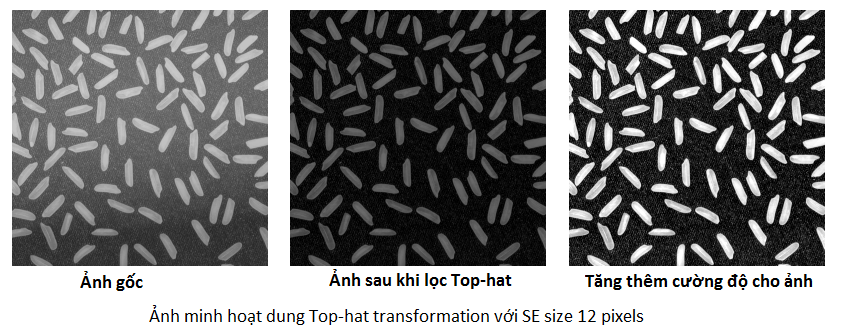 Ảnh gốc
Ảnh sau khi lọc Top-hat
Tăng thêm cường độ cho ảnh
Ảnh minh hoạt dung Top-hat transformation với SE size 12 pixels